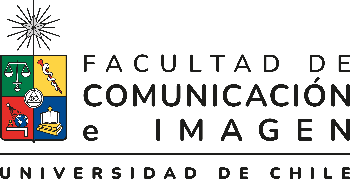 FACULTAD DE
COMUNICACIÓN
e IMAGEN
UNIVERSIDAD DE CHILE